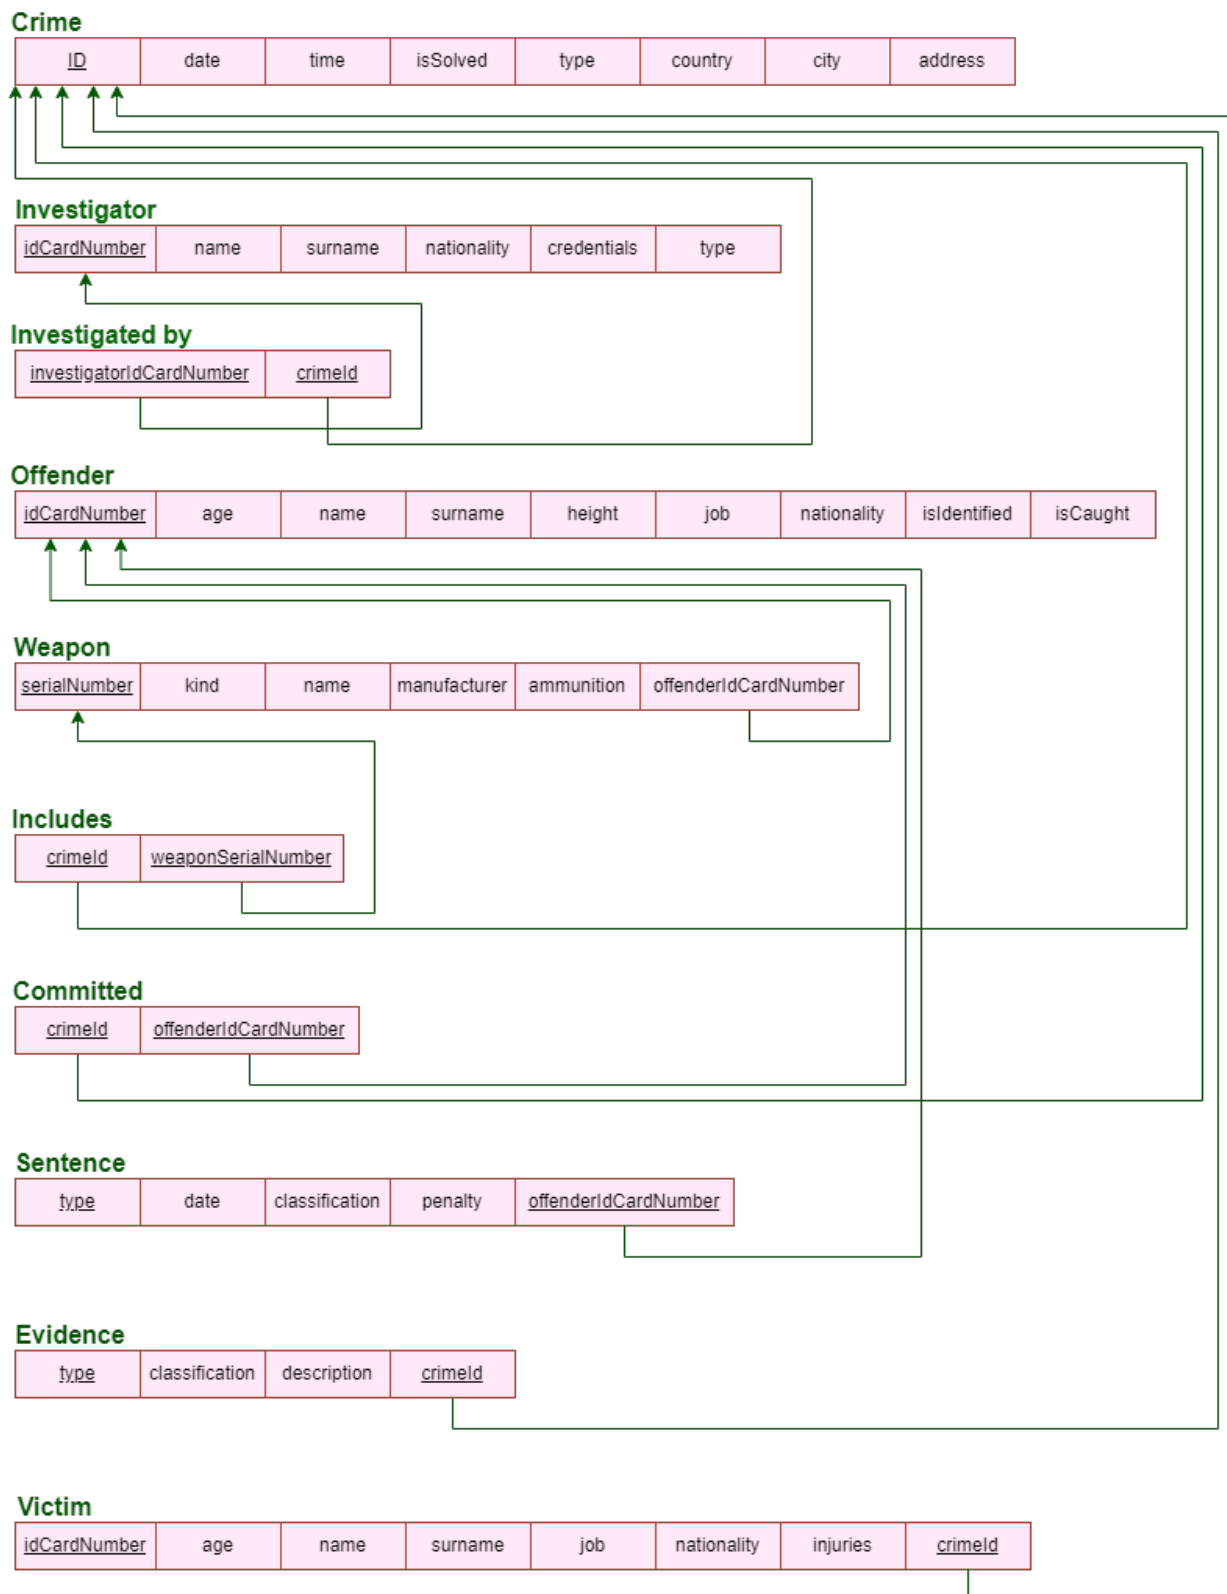 Crime
ID date time isSolved type country city address
Investigator
idCardNumber name surname nationality credentials type
Investigated by
investigatorIdCardNumber crimeId
Offender
idCardNumber age name surname height job nationality isIdentified isCaught
Weapon
serialNumber kind name manufacturer ammunition offenderIdCardNumber
Includes
crimeId weaponSerialNumber
Committed
crimeId offenderIdCardNumber
Sentence
type date classification penalty offenderIdCardNumber
Evidence
type classification description crimeId
Victim
idCardNumber age name surname job nationality injuries crimeId